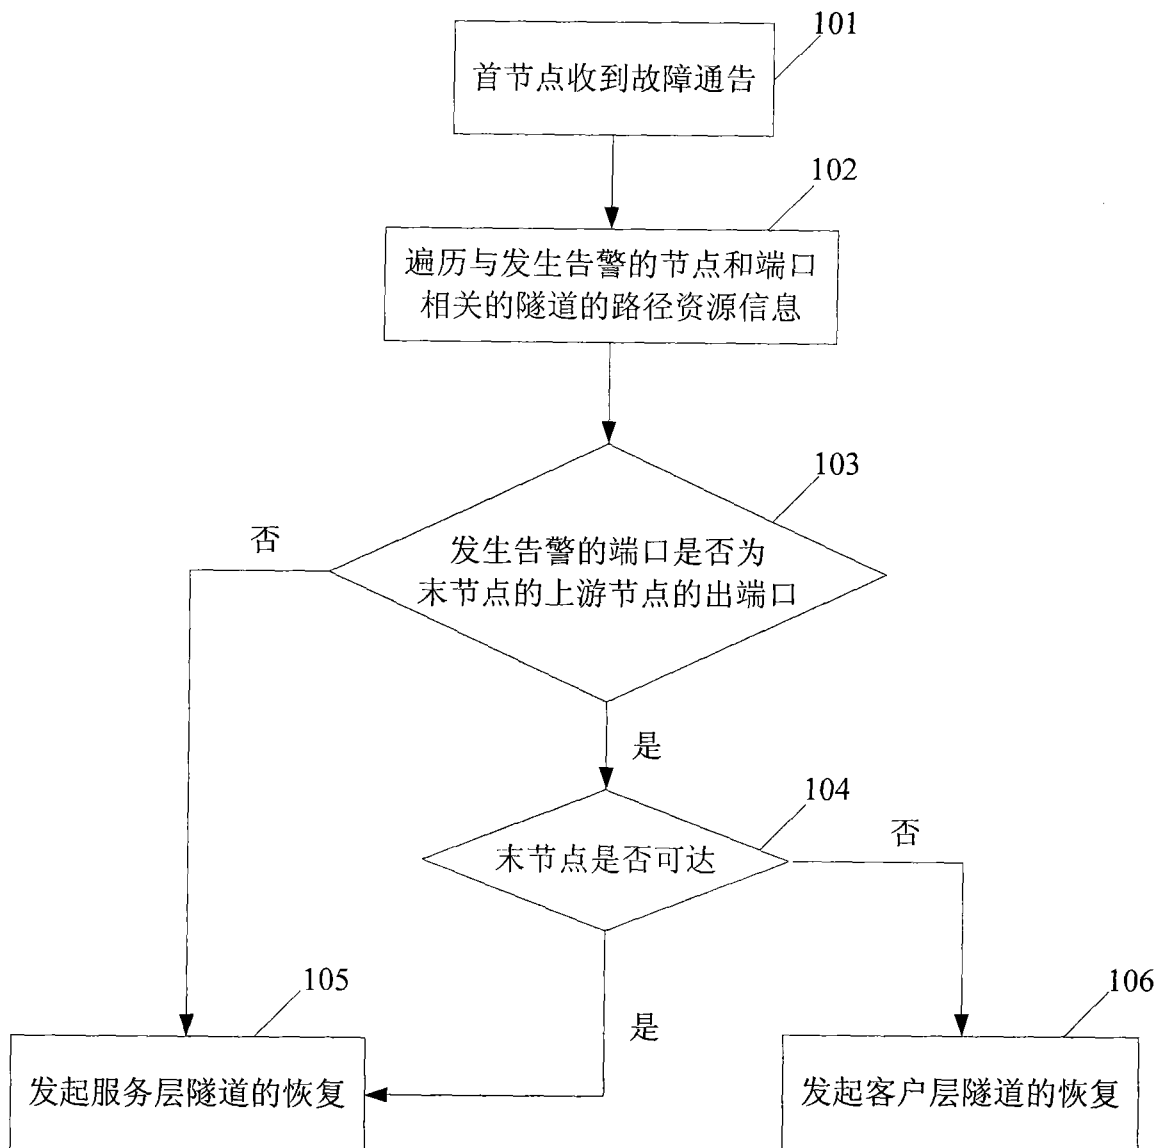 101
首节点收到故障通告
102
遍历与发生告警的节点和端口
相关的隧道的路径资源信息
103
否
发生告警的端口是否为
末节点的上游节点的出端口
是
104
否
末节点是否可达
105
是
106
发起服务层隧道的恢复
发起客户层隧道的恢复